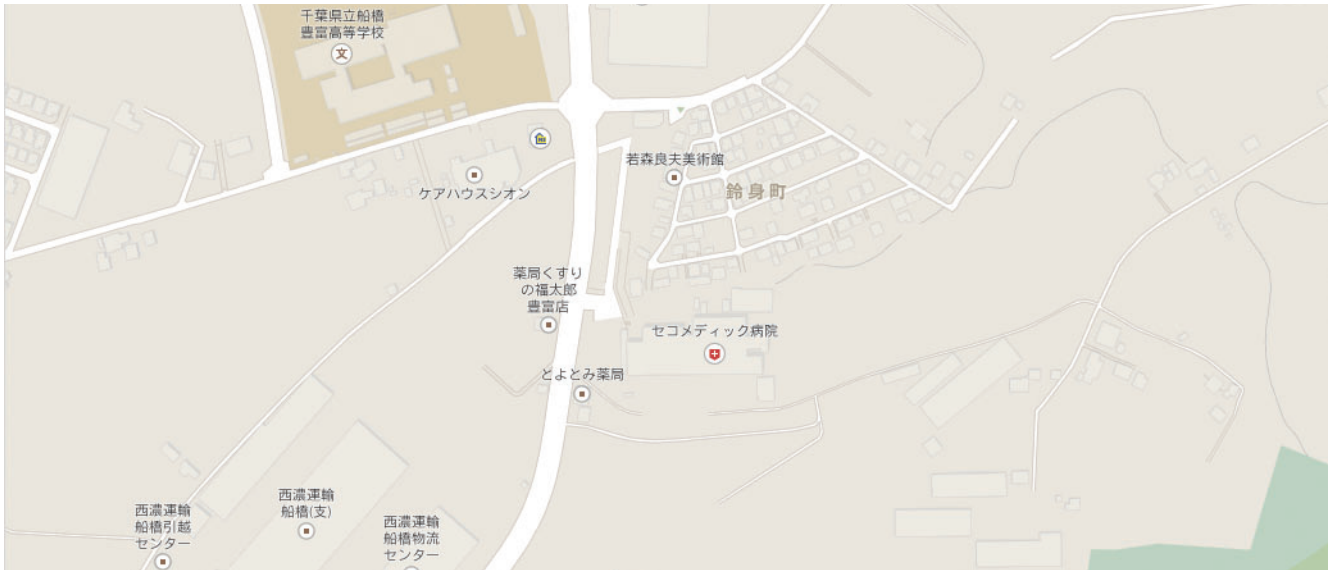 千葉県立船橋
豊富高等学校
文
ケアハウスシオン
若森良夫美術館
鈴身町
薬局くすり
の福太郎
豊富店
セコメディック病院
とよとみ薬局
西濃運輸
船橋(支)
西濃運輸
船橋引越
センター
西濃運輸
船橋物流
センター